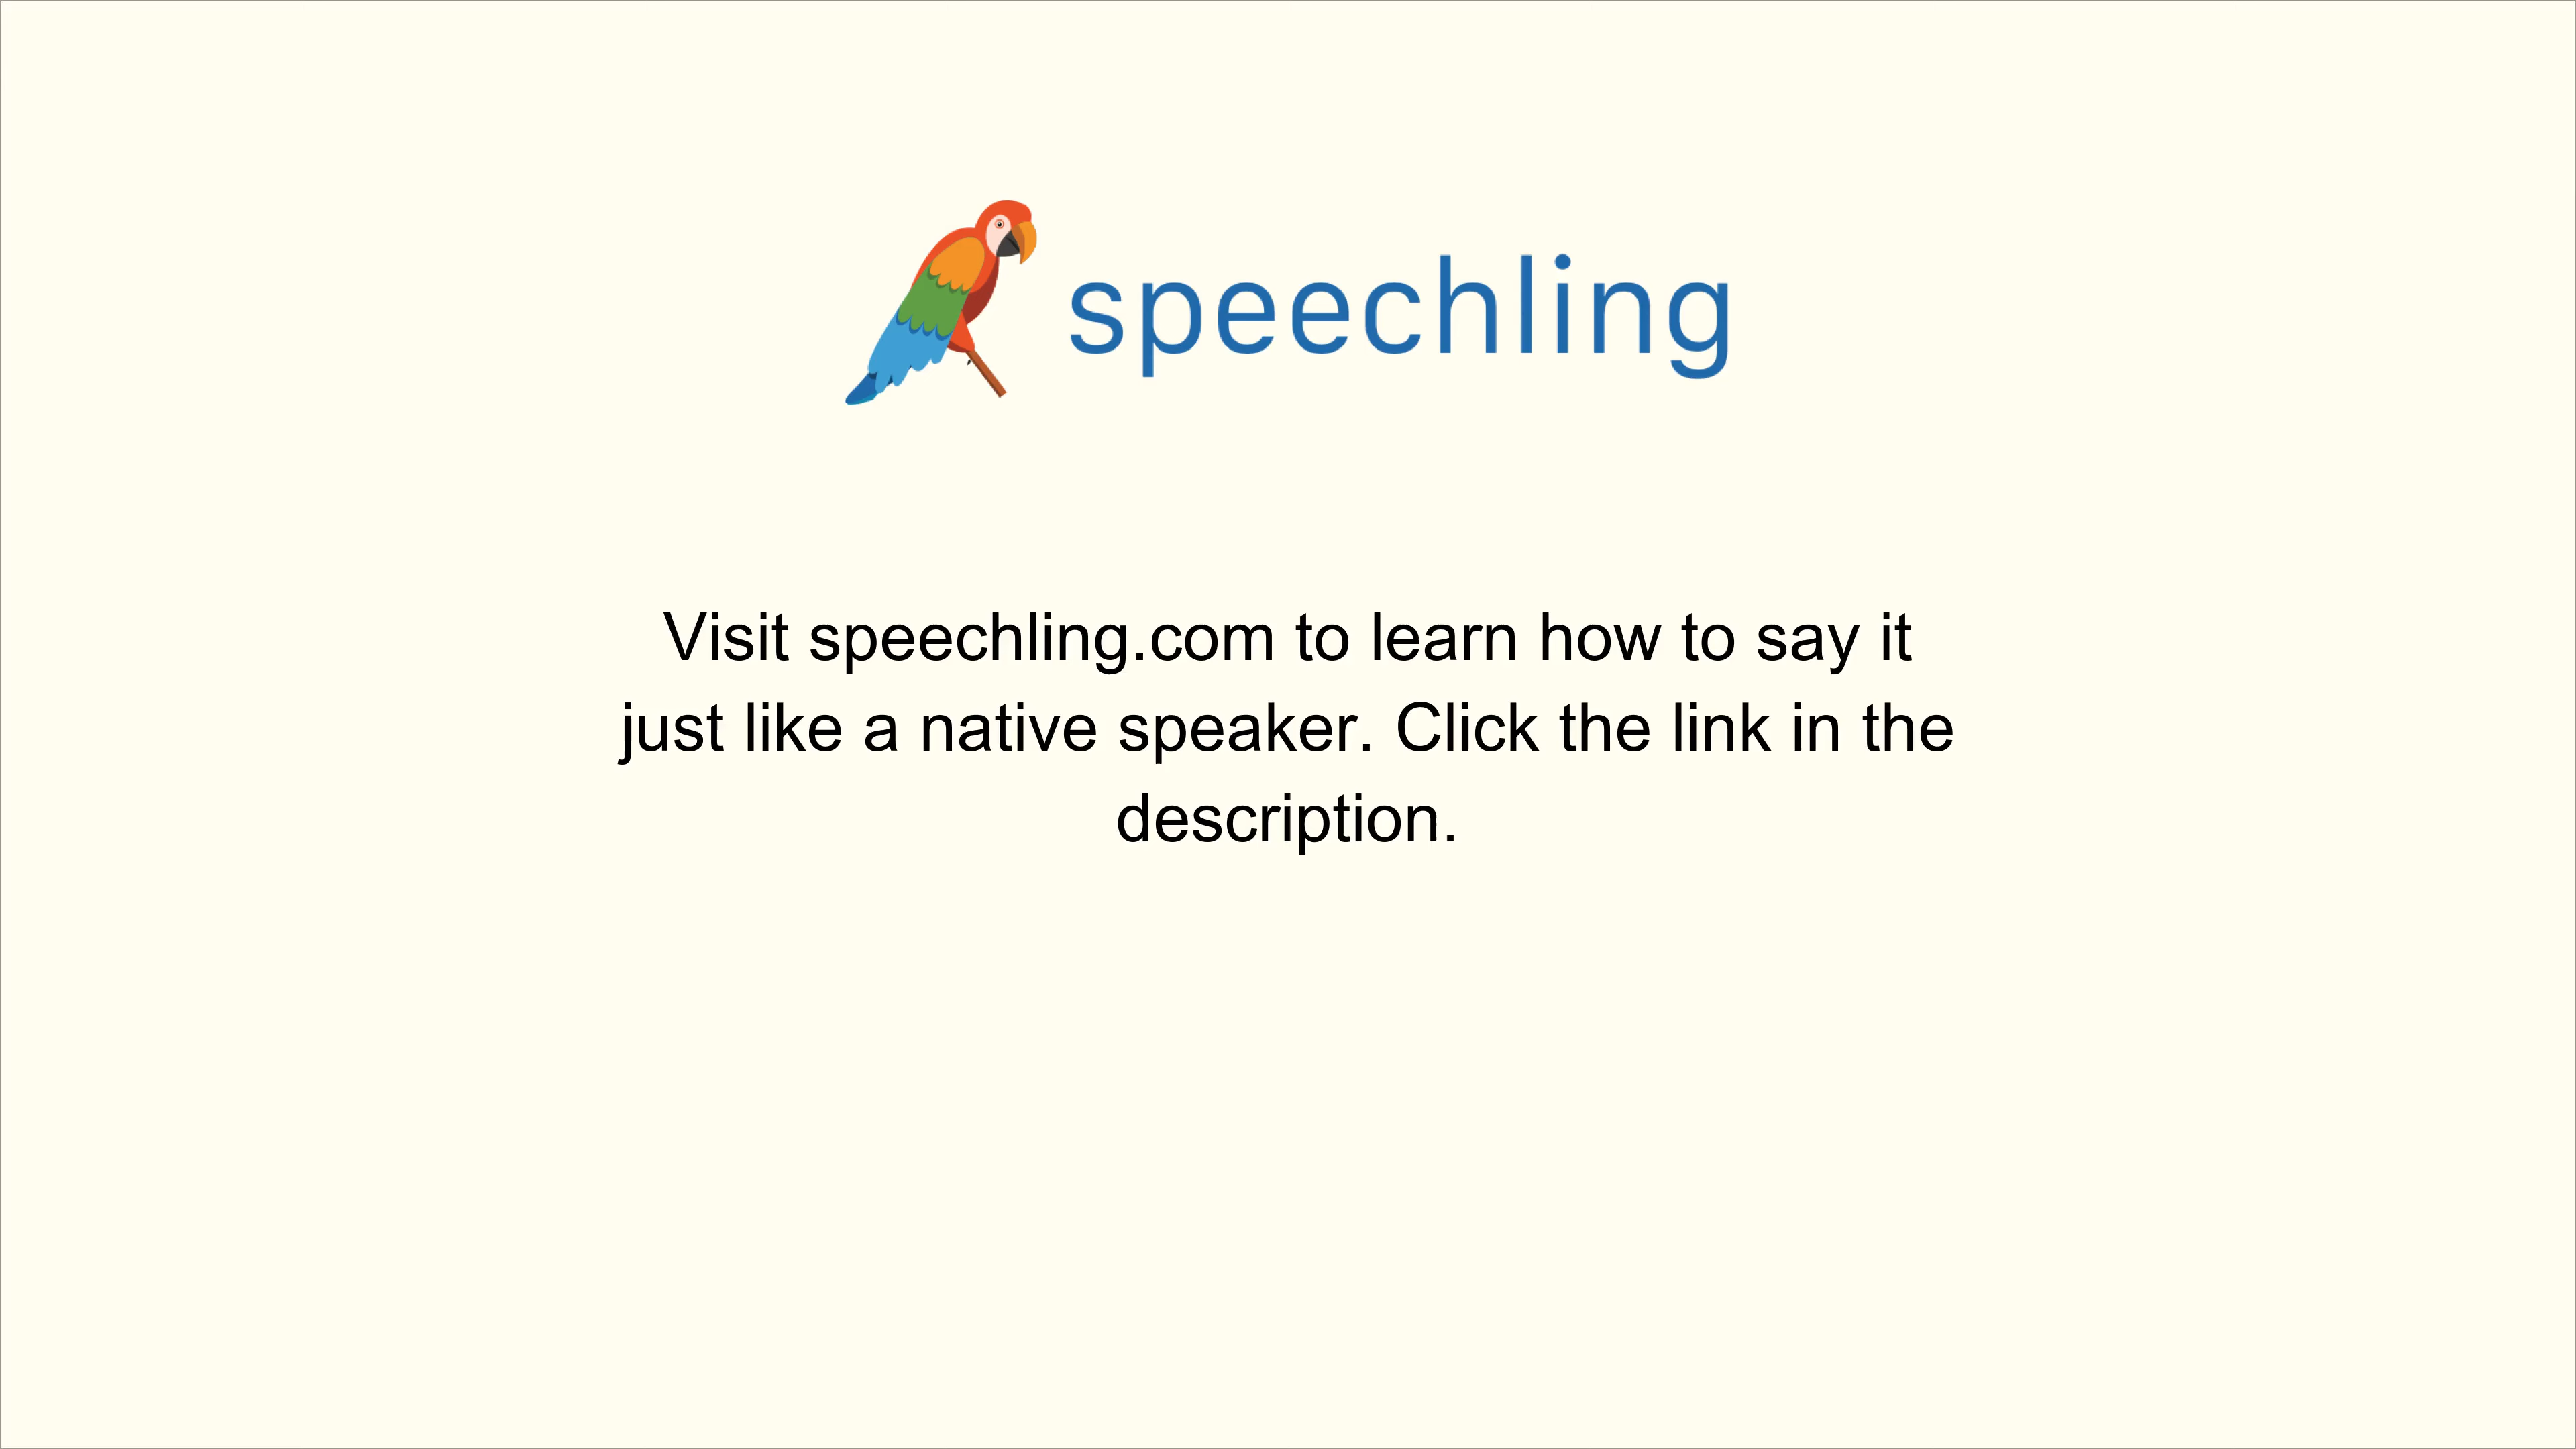 speechling
Visit speechling.com to learn how to say it
just like a native speaker. Click the link in the
description.